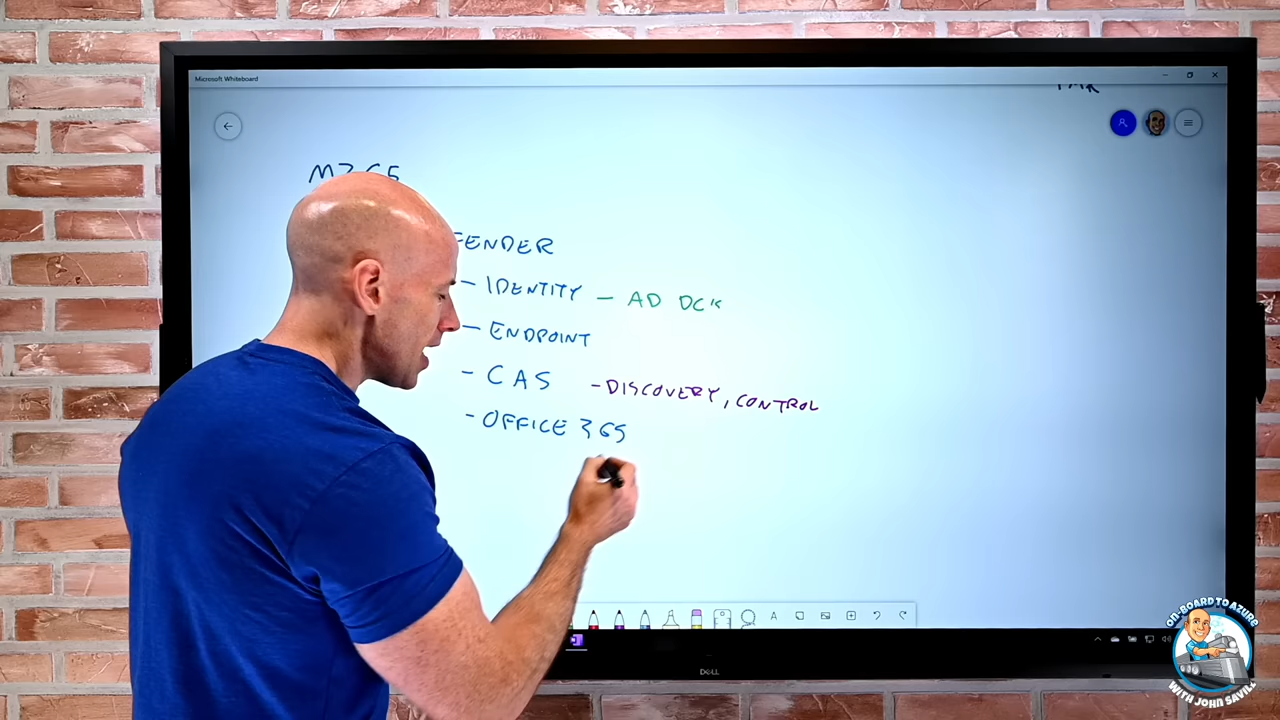 Microsoft Whiteboard
M365
FENDER
- IDENTITY - AD DC's
- ENDPOINT
- CAS - DISCOVERY, CONTROL
- OFFICE 365
A
DELL
ON-BOARD TO AZURE
WITH JOHN SAVILL